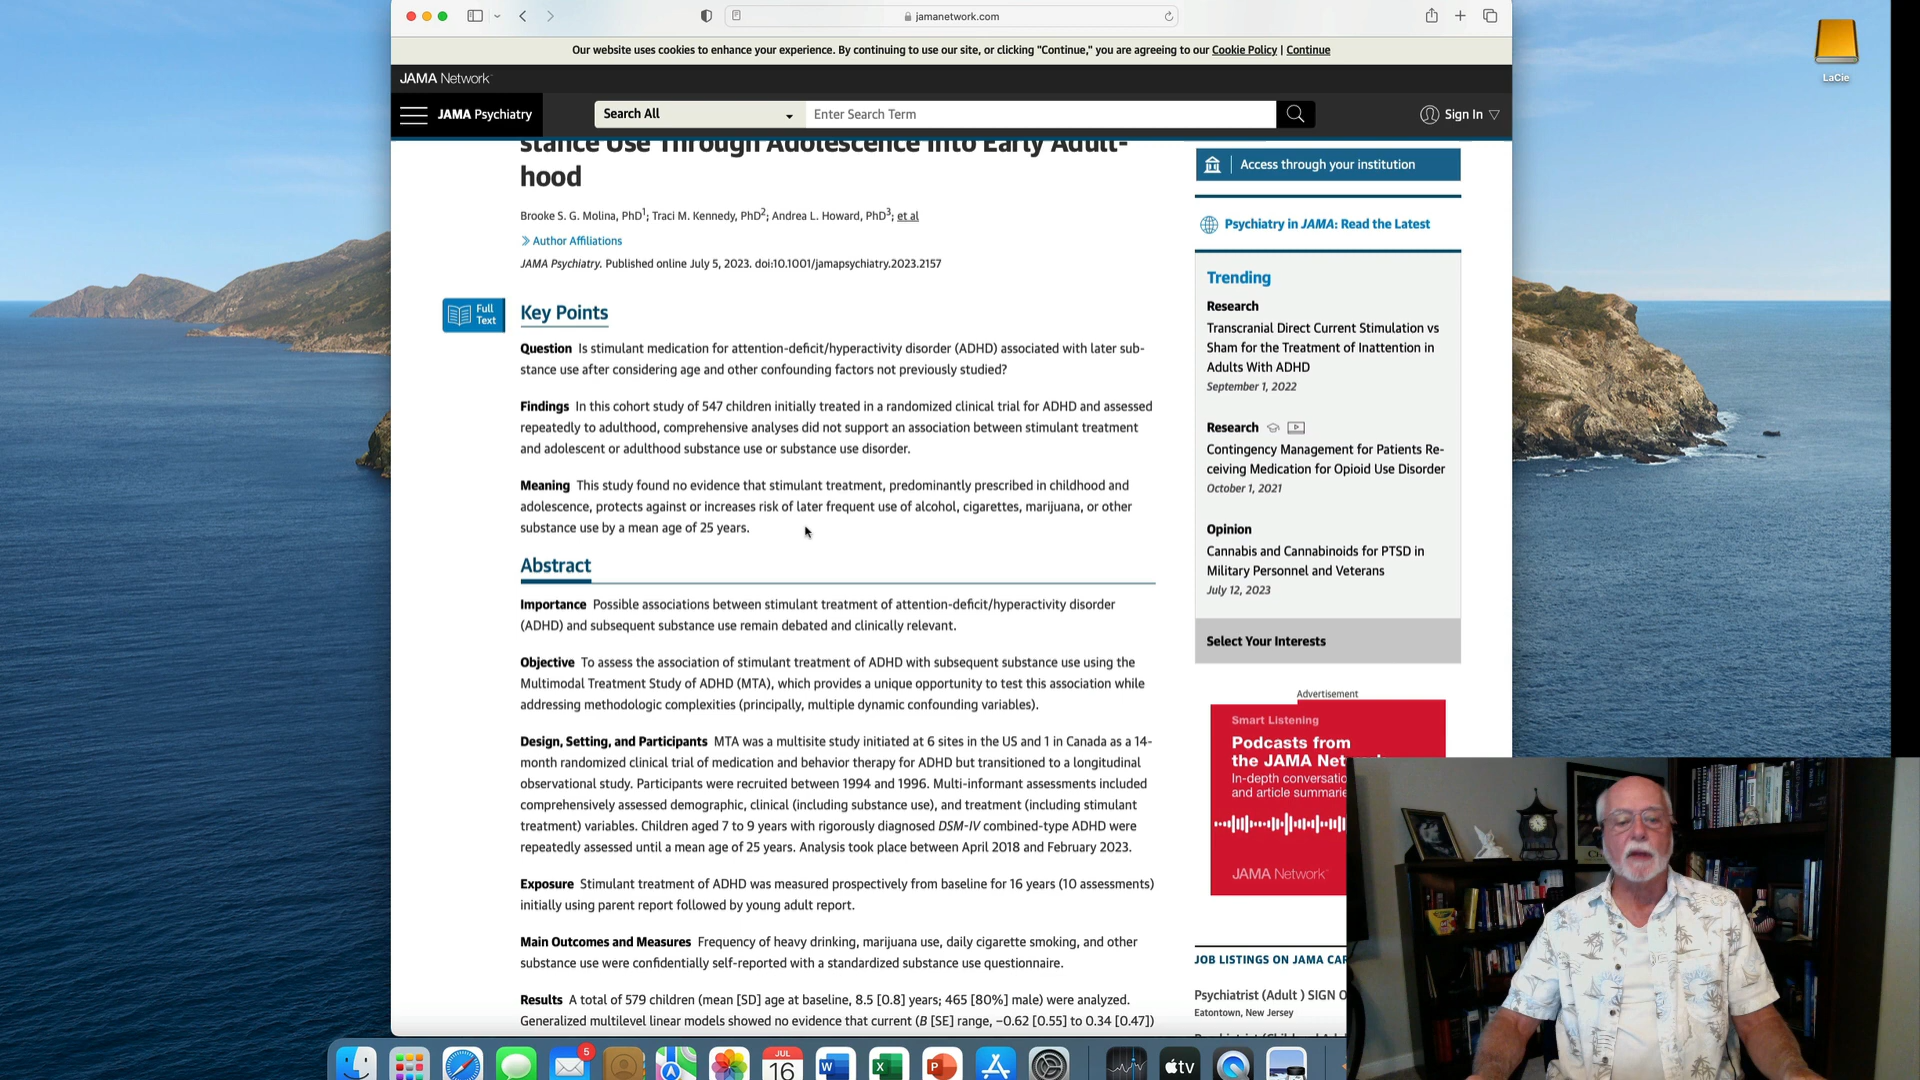 jamanetwork.com
Our website uses cookies to enhance your experience. By continuing to use our site, or clicking "Continue," you are agreeing to our Cookie Policy | Continue
JAMA Network
JAMA Psychiatry
Search All
Enter Search Term
Sign In
LaCie
stance Use Through Adolescence Into Early Adult-
hood
Brooke S. G. Molina, PhD1; Traci M. Kennedy, PhD2; Andrea L. Howard, PhD3; et al
Author Affiliations
JAMA Psychiatry. Published online July 5, 2023. doi:10.1001/jamapsychiatry.2023.2157
Full
Text
Key Points
Question Is stimulant medication for attention-deficit/hyperactivity disorder (ADHD) associated with later sub-
stance use after considering age and other confounding factors not previously studied?
Findings In this cohort study of 547 children initially treated in a randomized clinical trial for ADHD and assessed
repeatedly to adulthood, comprehensive analyses did not support an association between stimulant treatment
and adolescent or adulthood substance use or substance use disorder.
Meaning This study found no evidence that stimulant treatment, predominantly prescribed in childhood and
adolescence, protects against or increases risk of later frequent use of alcohol, cigarettes, marijuana, or other
substance use by a mean age of 25 years.
Abstract
Importance Possible associations between stimulant treatment of attention-deficit/hyperactivity disorder
(ADHD) and subsequent substance use remain debated and clinically relevant.
Objective To assess the association of stimulant treatment of ADHD with subsequent substance use using the
Multimodal Treatment Study of ADHD (MTA), which provides a unique opportunity to test this association while
addressing methodologic complexities (principally, multiple dynamic confounding variables).
Design, Setting, and Participants MTA was a multisite study initiated at 6 sites in the US and 1 in Canada as a 14-
month randomized clinical trial of medication and behavior therapy for ADHD but transitioned to a longitudinal
observational study. Participants were recruited between 1994 and 1996. Multi-informant assessments included
comprehensively assessed demographic, clinical (including substance use), and treatment (including stimulant
treatment) variables. Children aged 7 to 9 years with rigorously diagnosed DSM-IV combined-type ADHD were
repeatedly assessed until a mean age of 25 years. Analysis took place between April 2018 and February 2023.
Exposure Stimulant treatment of ADHD was measured prospectively from baseline for 16 years (10 assessments)
initially using parent report followed by young adult report.
Main Outcomes and Measures Frequency of heavy drinking, marijuana use, daily cigarette smoking, and other
substance use were confidentially self-reported with a standardized substance use questionnaire.
Results A total of 579 children (mean [SD] age at baseline, 8.5 [0.8] years; 465 [80%] male) were analyzed.
Generalized multilevel linear models showed no evidence that current (B [SE] range, −0.62 [0.55] to 0.34 [0.47])
Access through your institution
Psychiatry in JAMA: Read the Latest
Trending
Research
Transcranial Direct Current Stimulation vs
Sham for the Treatment of Inattention in
Adults With ADHD
September 1, 2022
Research
Contingency Management for Patients Re-
ceiving Medication for Opioid Use Disorder
October 1, 2021
Opinion
Cannabis and Cannabinoids for PTSD in
Military Personnel and Veterans
July 12, 2023
Select Your Interests
Advertisement
Smart Listening
Podcasts from
the JAMA Net
In-depth conversatio
and article summarie
JAMA Network
JOB LISTINGS ON JAMA CAR
Psychiatrist (Adult ) SIGN O
Eatontown, New Jersey
5
JUL
16
W
X
P
tv